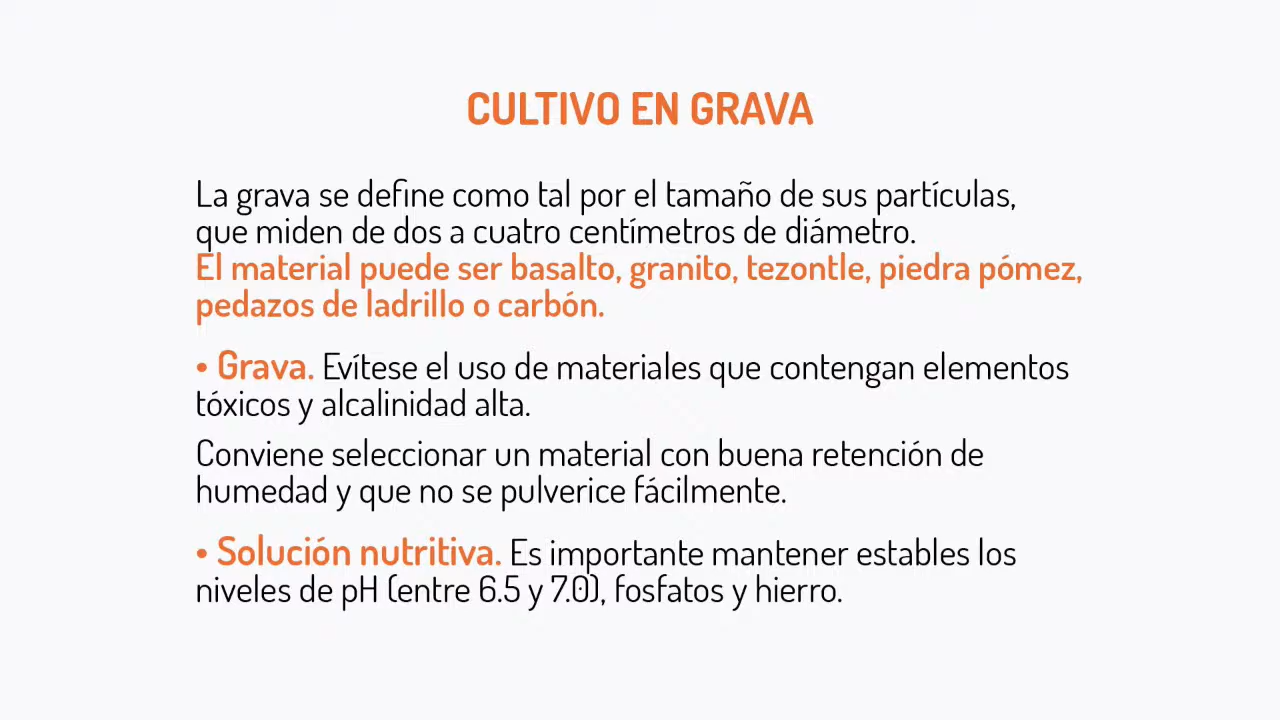 CULTIVO EN GRAVA
La grava se define como tal por el tamaño de sus partículas,
que miden de dos a cuatro centímetros de diámetro.
El material puede ser basalto, granito, tezontle, piedra pómez,
pedazos de ladrillo o carbón.
• Grava. Evítese el uso de materiales que contengan elementos
tóxicos y alcalinidad alta.
Conviene seleccionar un material con buena retención de
humedad y que no se pulverice fácilmente.
• Solución nutritiva. Es importante mantener estables los
niveles de pH (entre 6.5 y 7.0), fosfatos y hierro.